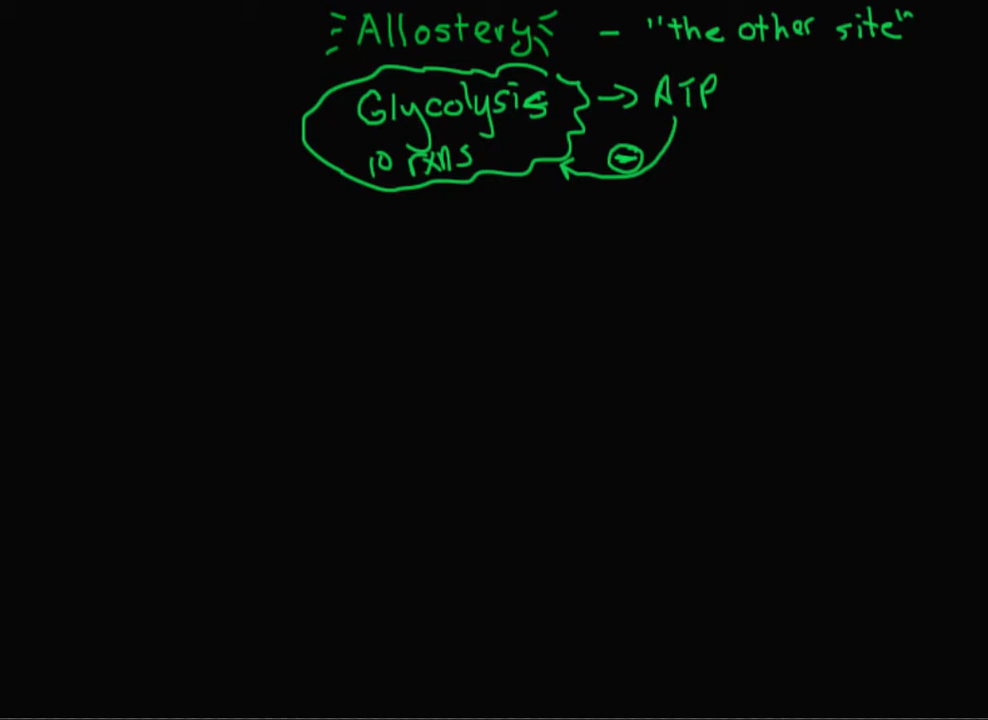 Allostery - "the other site"
Glycolysis → ATP
10 rxns -